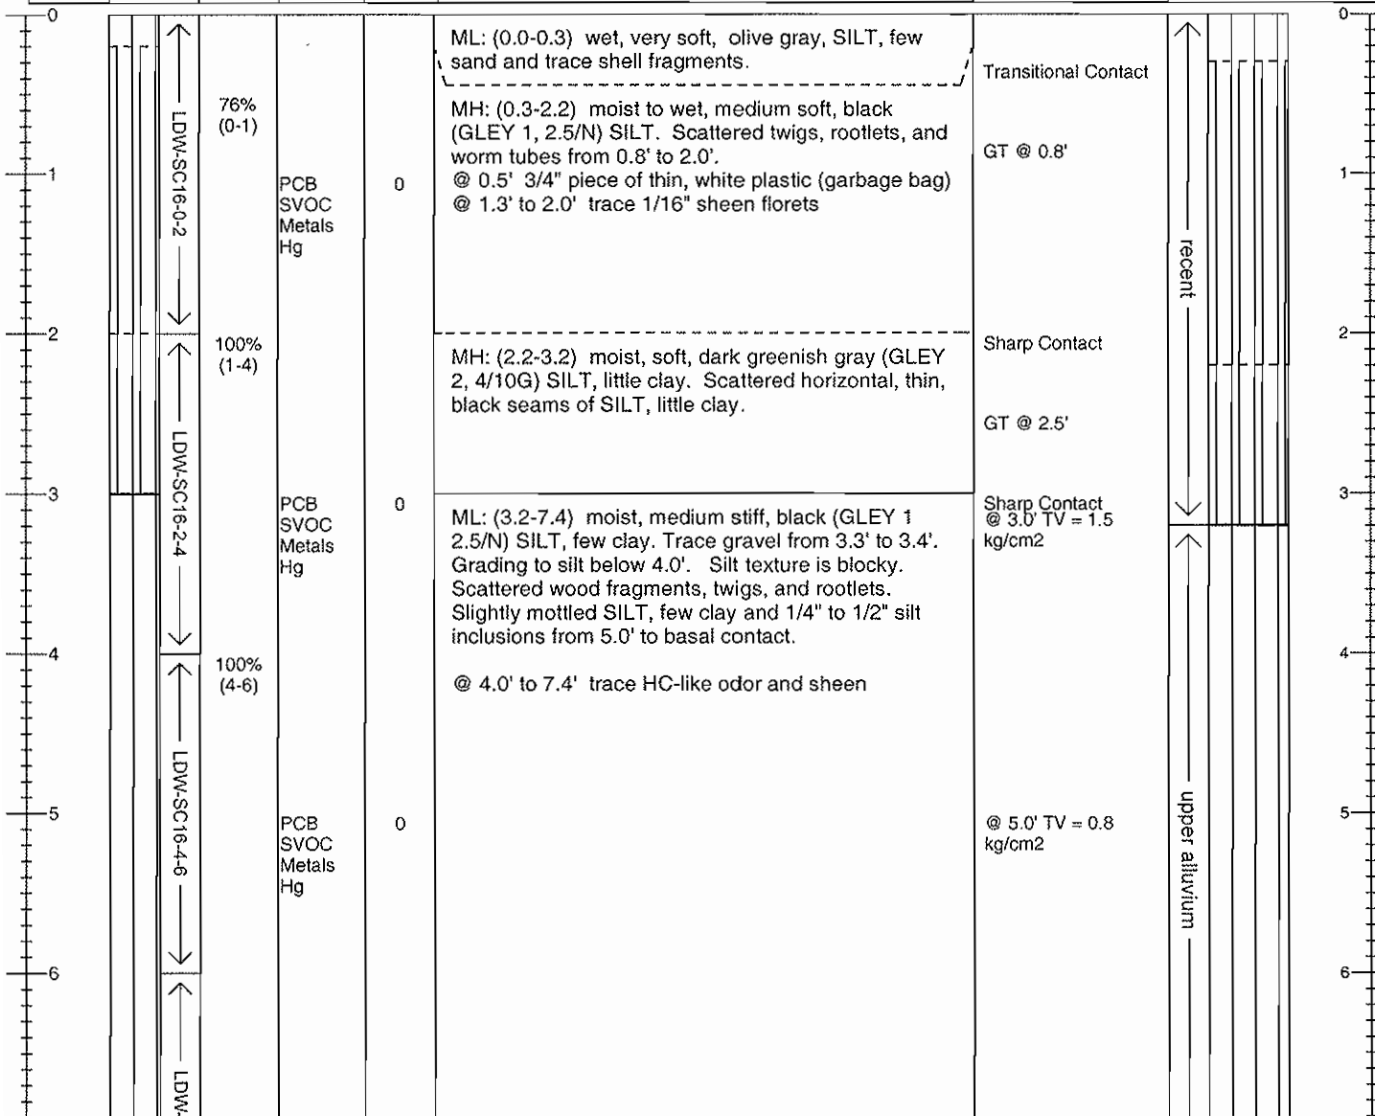 0
0
ML: (0.0-0.3) wet, very soft, olive gray, SILT, few
sand and trace shell fragments.
Transitional Contact
76%
(0-1)
MH: (0.3-2.2) moist to wet, medium soft, black
(GLEY 1, 2.5/N) SILT. Scattered twigs, rootlets, and
worm tubes from 0.8' to 2.0'.
@ 0.5' 3/4" piece of thin, white plastic (garbage bag)
@ 1.3' to 2.0' trace 1/16" sheen florets
GT @ 0.8'
LDW-SC16-0-2
1
PCB
SVOC
Metals
Hg
0
1
recent
2
100%
(1-4)
MH: (2.2-3.2) moist, soft, dark greenish gray (GLEY
2, 4/10G) SILT, little clay. Scattered horizontal, thin,
black seams of SILT, little clay.
Sharp Contact
2
GT @ 2.5'
LDW-SC16-2-4
3
PCB
SVOC
Metals
Hg
0
ML: (3.2-7.4) moist, medium stiff, black (GLEY 1
2.5/N) SILT, few clay. Trace gravel from 3.3' to 3.4'.
Grading to silt below 4.0'. Silt texture is blocky.
Scattered wood fragments, twigs, and rootlets.
Slightly mottled SILT, few clay and 1/4" to 1/2" silt
inclusions from 5.0' to basal contact.
Sharp Contact
@ 3.0' TV = 1.5
kg/cm2
3
4
100%
(4-6)
@ 4.0' to 7.4' trace HC-like odor and sheen
4
LDW-SC16-4-6
5
PCB
SVOC
Metals
Hg
0
@ 5.0' TV = 0.8
kg/cm2
upper alluvium
5
6
6
LDW-